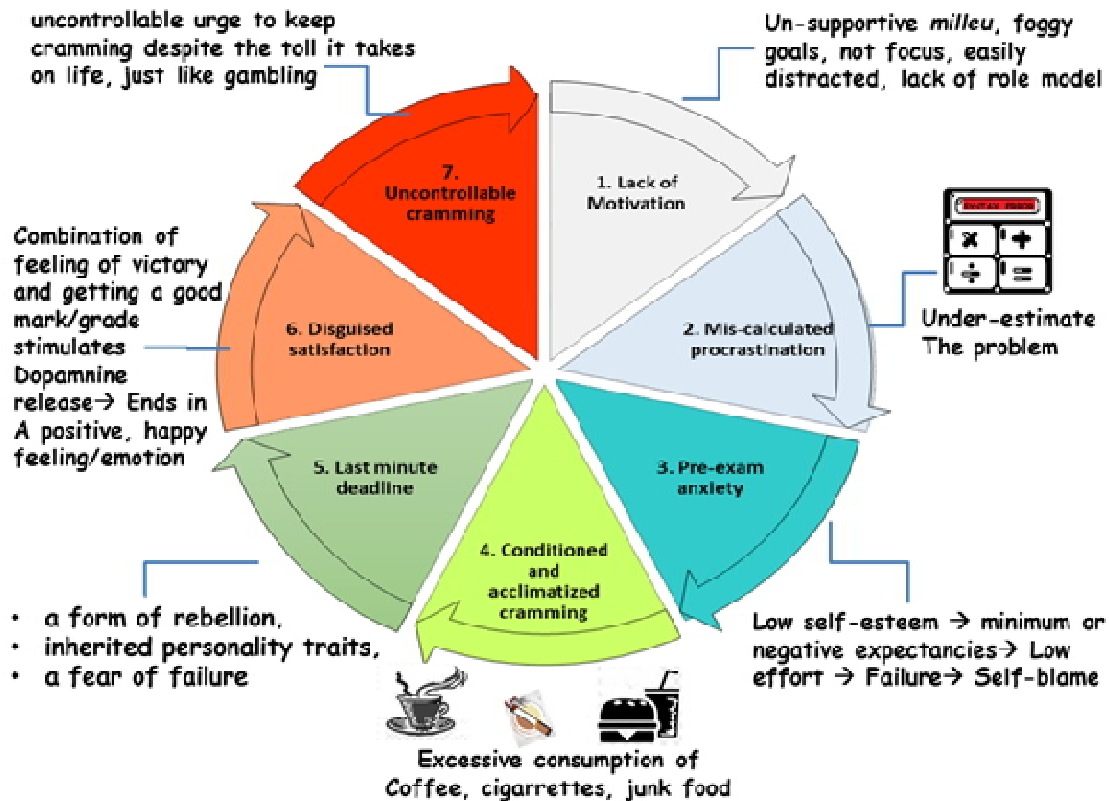 uncontrollable urge to keep
cramming despite the toll it takes
on life, just like gambling
Un-supportive milleu, foggy
goals, not focus, easily
distracted, lack of role model
7.
Uncontrollable
cramming
1. Lack of
Motivation
SYNTAX ERROR
x +
÷ =
Under-estimate
The problem
2. Mis-calculated
procrastination
Combination of
feeling of victory
and getting a good
mark/grade
stimulates
Dopamnine
release→ Ends in
A positive, happy
feeling/emotion
6. Disguised
satisfaction
3. Pre-exam
anxiety
5. Last minute
deadline
4. Conditioned
and
acclimatized
cramming
• a form of rebellion,
• inherited personality traits,
• a fear of failure
Low self-esteem → minimum or
negative expectancies→ Low
effort → Failure→ Self-blame
Excessive consumption of
Coffee, cigarrettes, junk food